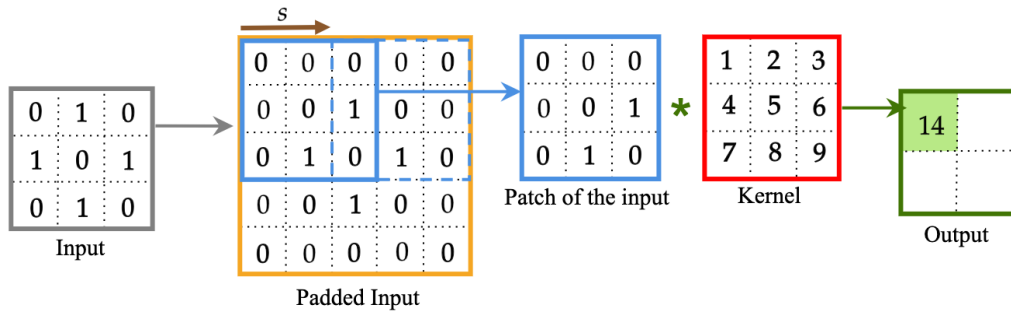 s
0 1 0
1 0 1
0 1 0
Input
0 0 0 0 0
0 0 1 0 0
0 1 0 1 0
0 0 1 0 0
0 0 0 0 0
Padded Input
0 0 0
0 0 1
0 1 0
Patch of the input
*
1 2 3
4 5 6
7 8 9
Kernel
14
Output